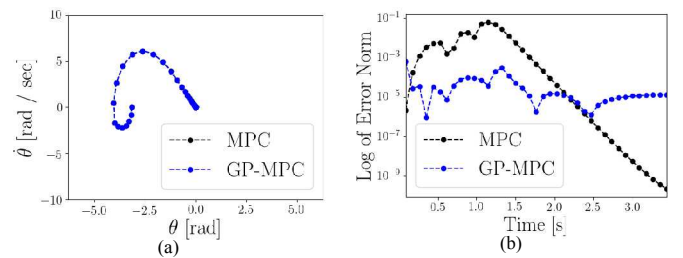 (a)
10
5
0
−5
−10
θ̇ [rad / sec]
MPC
GP-MPC
−5.0 −2.5 0.0 2.5 5.0
θ [rad]
(a)
(b)
10⁻¹
10⁻³
10⁻⁵
10⁻⁷
10⁻⁹
Log of Error Norm
MPC
GP-MPC
0.5 1.0 1.5 2.0 2.5 3.0
Time [s]
(b)